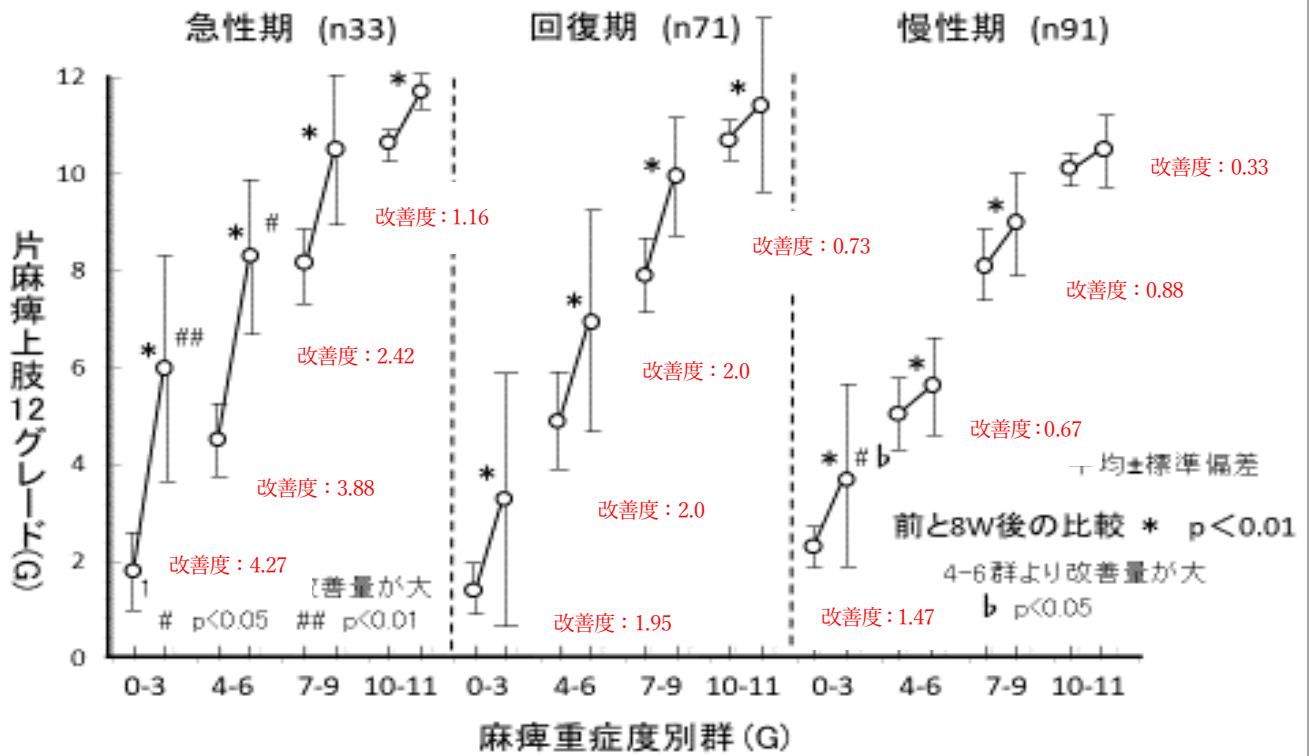 急性期 (n33)
回復期 (n71)
慢性期 (n91)
片麻痺上肢12グレード(G)
12
10
8
6
4
2
0
*
##
*
#
*
*
改善度：4.27
改善度：3.88
改善度：2.42
改善度：1.16
改善量が大
# p<0.05 ## p<0.01
*
*
*
*
改善度：1.95
改善度：2.0
改善度：2.0
改善度：0.73
*
# ♭
*
*
改善度：1.47
改善度：0.67
改善度：0.88
改善度：0.33
均±標準偏差
前と8W後の比較 * p＜0.01
4-6群より改善量が大
♭ p<0.05
0-3 4-6 7-9 10-11
0-3 4-6 7-9 10-11
0-3 4-6 7-9 10-11
麻痺重症度別群(G)